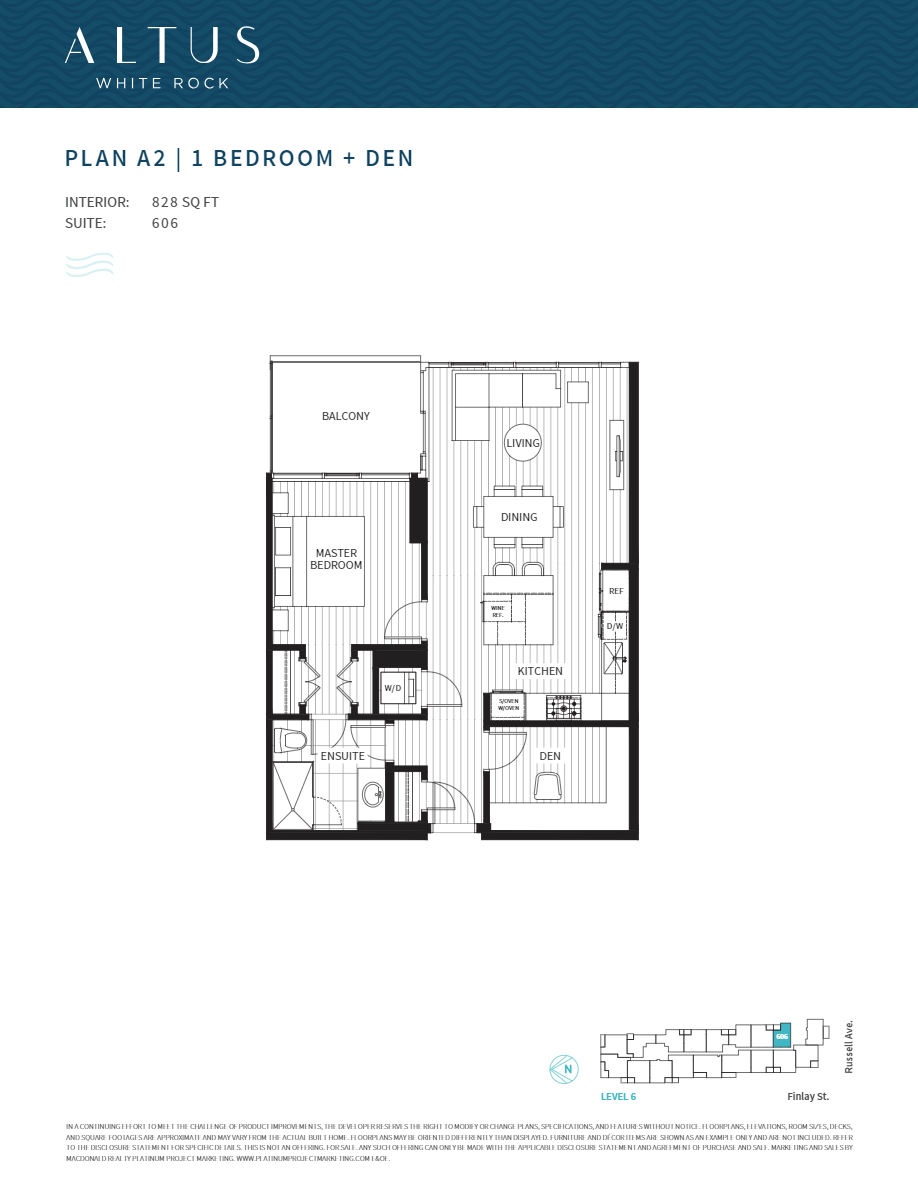 ALTUS
WHITE ROCK
PLAN A2 | 1 BEDROOM + DEN
INTERIOR: 828 SQ FT
SUITE: 606
BALCONY
LIVING
DINING
MASTER
BEDROOM
REF
WINE
REF.
D/W
KITCHEN
W/D
S/OVEN
W/OVEN
ENSUITE
DEN
606
Russell Ave.
N
LEVEL 6
Finlay St.
IN A CONTINUING EFFORT TO MEET THE CHALLENGE OF PRODUCT IMPROVEMENTS, THE DEVELOPER RESERVES THE RIGHT TO MODIFY OR CHANGE PLANS, SPECIFICATIONS, AND FEATURES WITHOUT NOTICE. FLOORPLANS, ELEVATIONS, ROOM SIZES, DECKS,
AND SQUARE FOOTAGES ARE APPROXIMATE AND MAY VARY FROM THE ACTUAL BUILT HOME. FLOORPLANS MAY BE ORIENTED DIFFERENTLY THAN DISPLAYED. FURNITURE AND DÉCOR ITEMS ARE SHOWN AS AN EXAMPLE ONLY AND ARE NOT INCLUDED. REFER
TO THE DISCLOSURE STATEMENT FOR SPECIFIC DETAILS. THIS IS NOT AN OFFERING FOR SALE. ANY SUCH OFFERING CAN ONLY BE MADE WITH THE APPLICABLE DISCLOSURE STATEMENT AND AGREEMENT OF PURCHASE AND SALE. MARKETING AND SALES BY
MACDONALD REALTY PLATINUM PROJECT MARKETING. WWW.PLATINUMPROJECTMARKETING.COM E&OE.